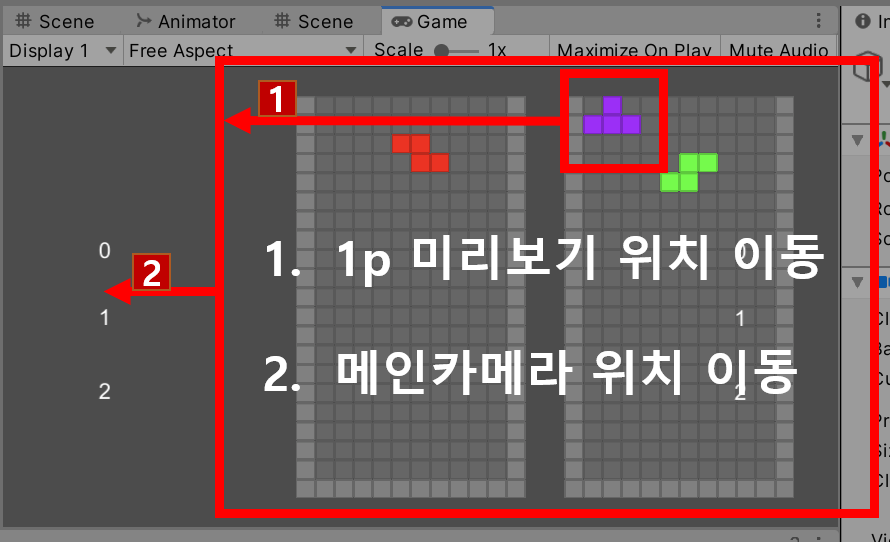 Scene Animator Scene Game In
Display 1 Free Aspect Scale 1x Maximize On Play Mute Audio
1
2
0
1. 1p 미리보기 위치 이동
0
1
1
2. 메인카메라 위치 이동
2
2